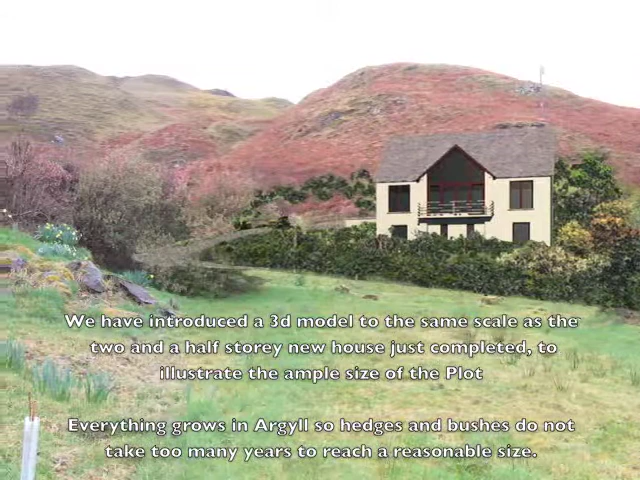 We have introduced a 3d model to the same scale as the
two and a half storey new house just completed, to
illustrate the ample size of the Plot
Everything grows in Argyll so hedges and bushes do not
take too many years to reach a reasonable size.